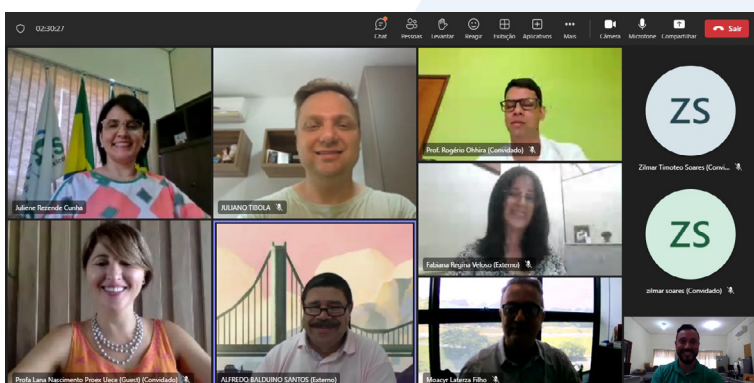 02:30:27
Chat
Pessoas
Levantar
Reagir
Exibição
Aplicativos
Mais
Câmera
Microfone
Compartilhar
Sair
Juliene Rezende Cunha
JULIANO TIBOLA
Prof. Rogério Ohhira (Convidado)
ZS
Zilmar Timoteo Soares (Convi...
Fabiana Regina Veloso (Externo)
ZS
zilmar soares (Convidado)
Profa Lana Nascimento Proex Uece (Guest) (Convidado)
ALFREDO BALDUINO SANTOS (Externo)
Moacyr Laterza Filho